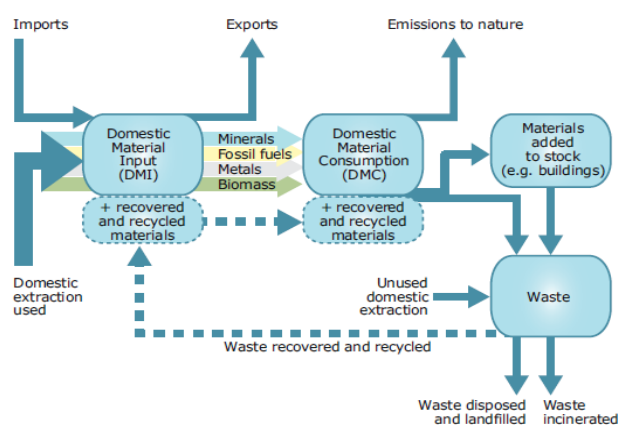 Imports
Exports
Emissions to nature
Domestic
Material
Input
(DMI)
Minerals
Fossil fuels
Metals
Biomass
Domestic
Material
Consumption
(DMC)
Materials
added
to stock
(e.g. buildings)
+ recovered
and recycled
materials
+ recovered
and recycled
materials
Domestic
extraction
used
Unused
domestic
extraction
Waste
Waste recovered and recycled
Waste disposed
and landfilled
Waste
incinerated